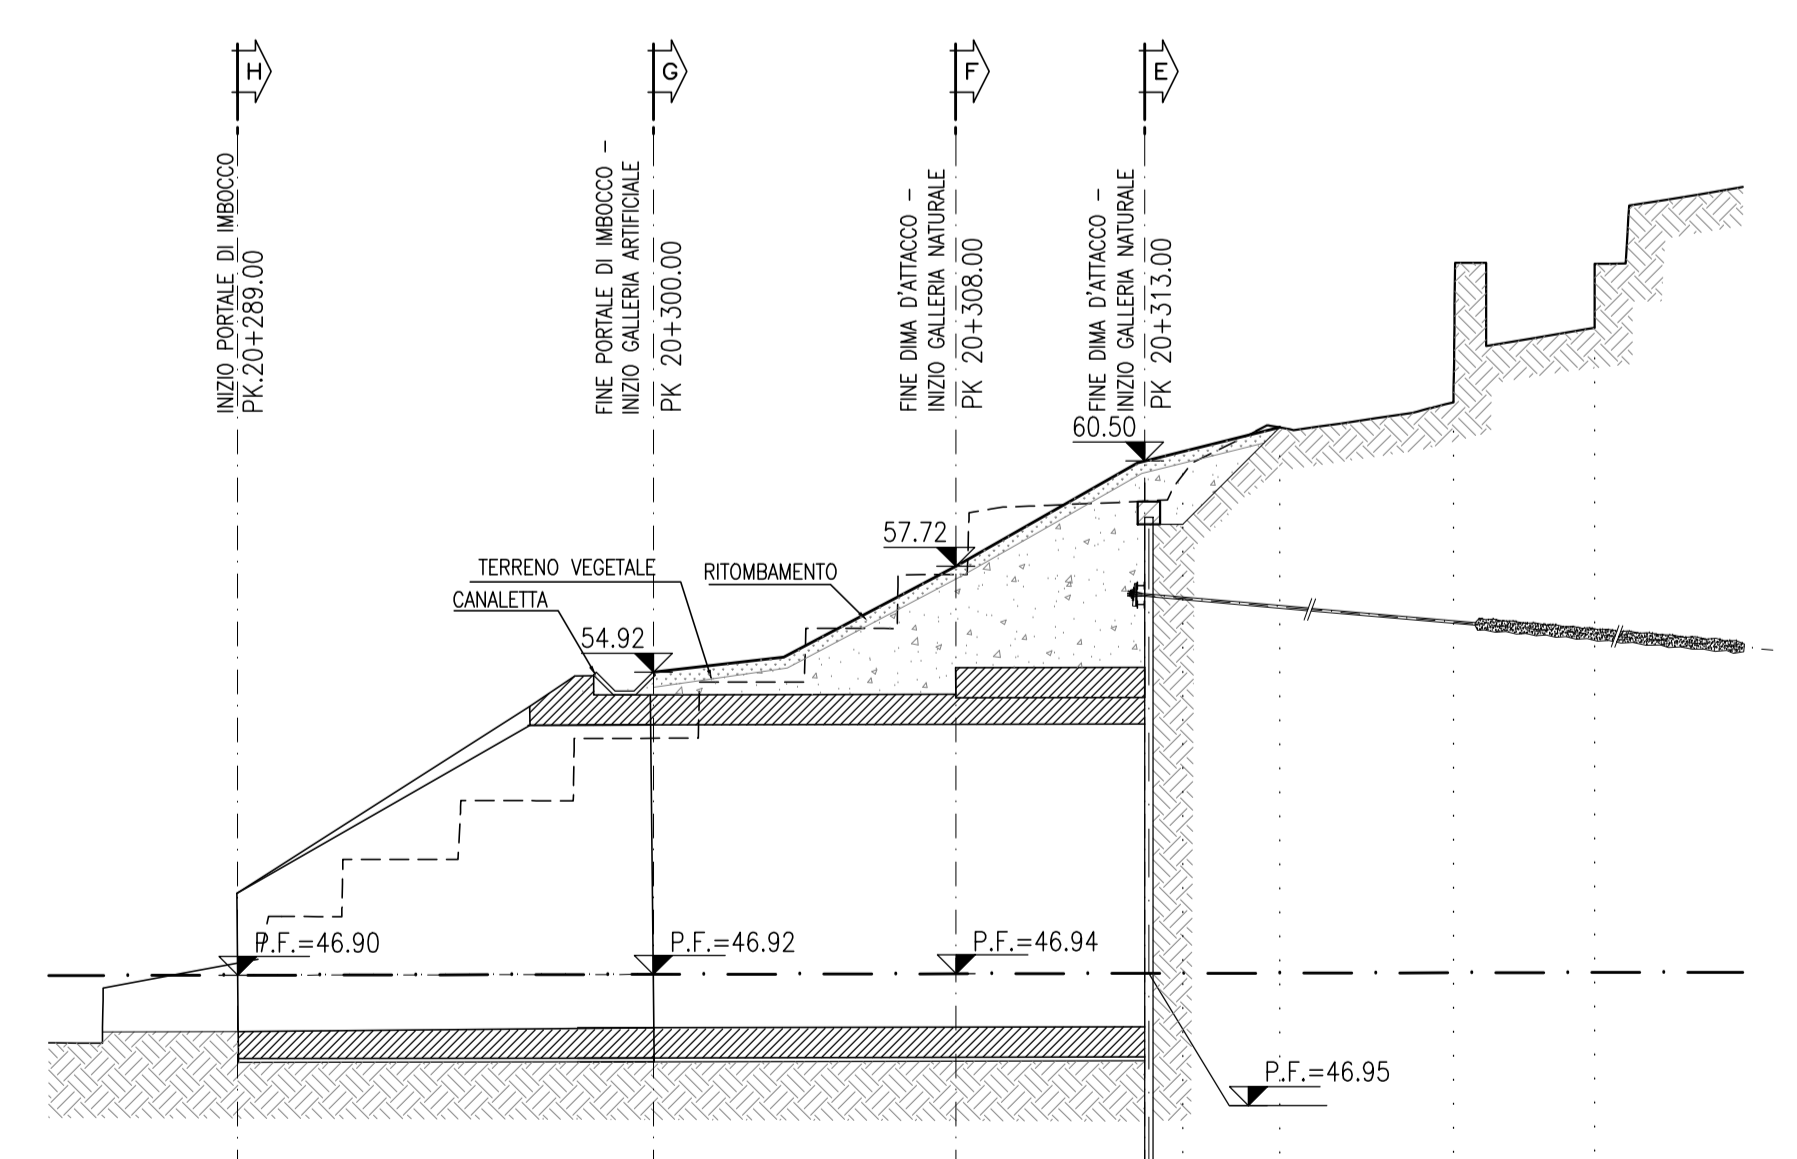 H
G
F
E
INIZIO PORTALE DI IMBOCCO
PK.20+289.00
FINE PORTALE DI IMBOCCO -
INIZIO GALLERIA ARTIFICIALE
PK 20+300.00
FINE DIMA D'ATTACCO -
INIZIO GALLERIA NATURALE
PK 20+308.00
FINE DIMA D'ATTACCO -
INIZIO GALLERIA NATURALE
PK 20+313.00
60.50
57.72
TERRENO VEGETALE
RITOMBAMENTO
CANALETTA
54.92
P.F.=46.90
P.F.=46.92
P.F.=46.94
P.F.=46.95